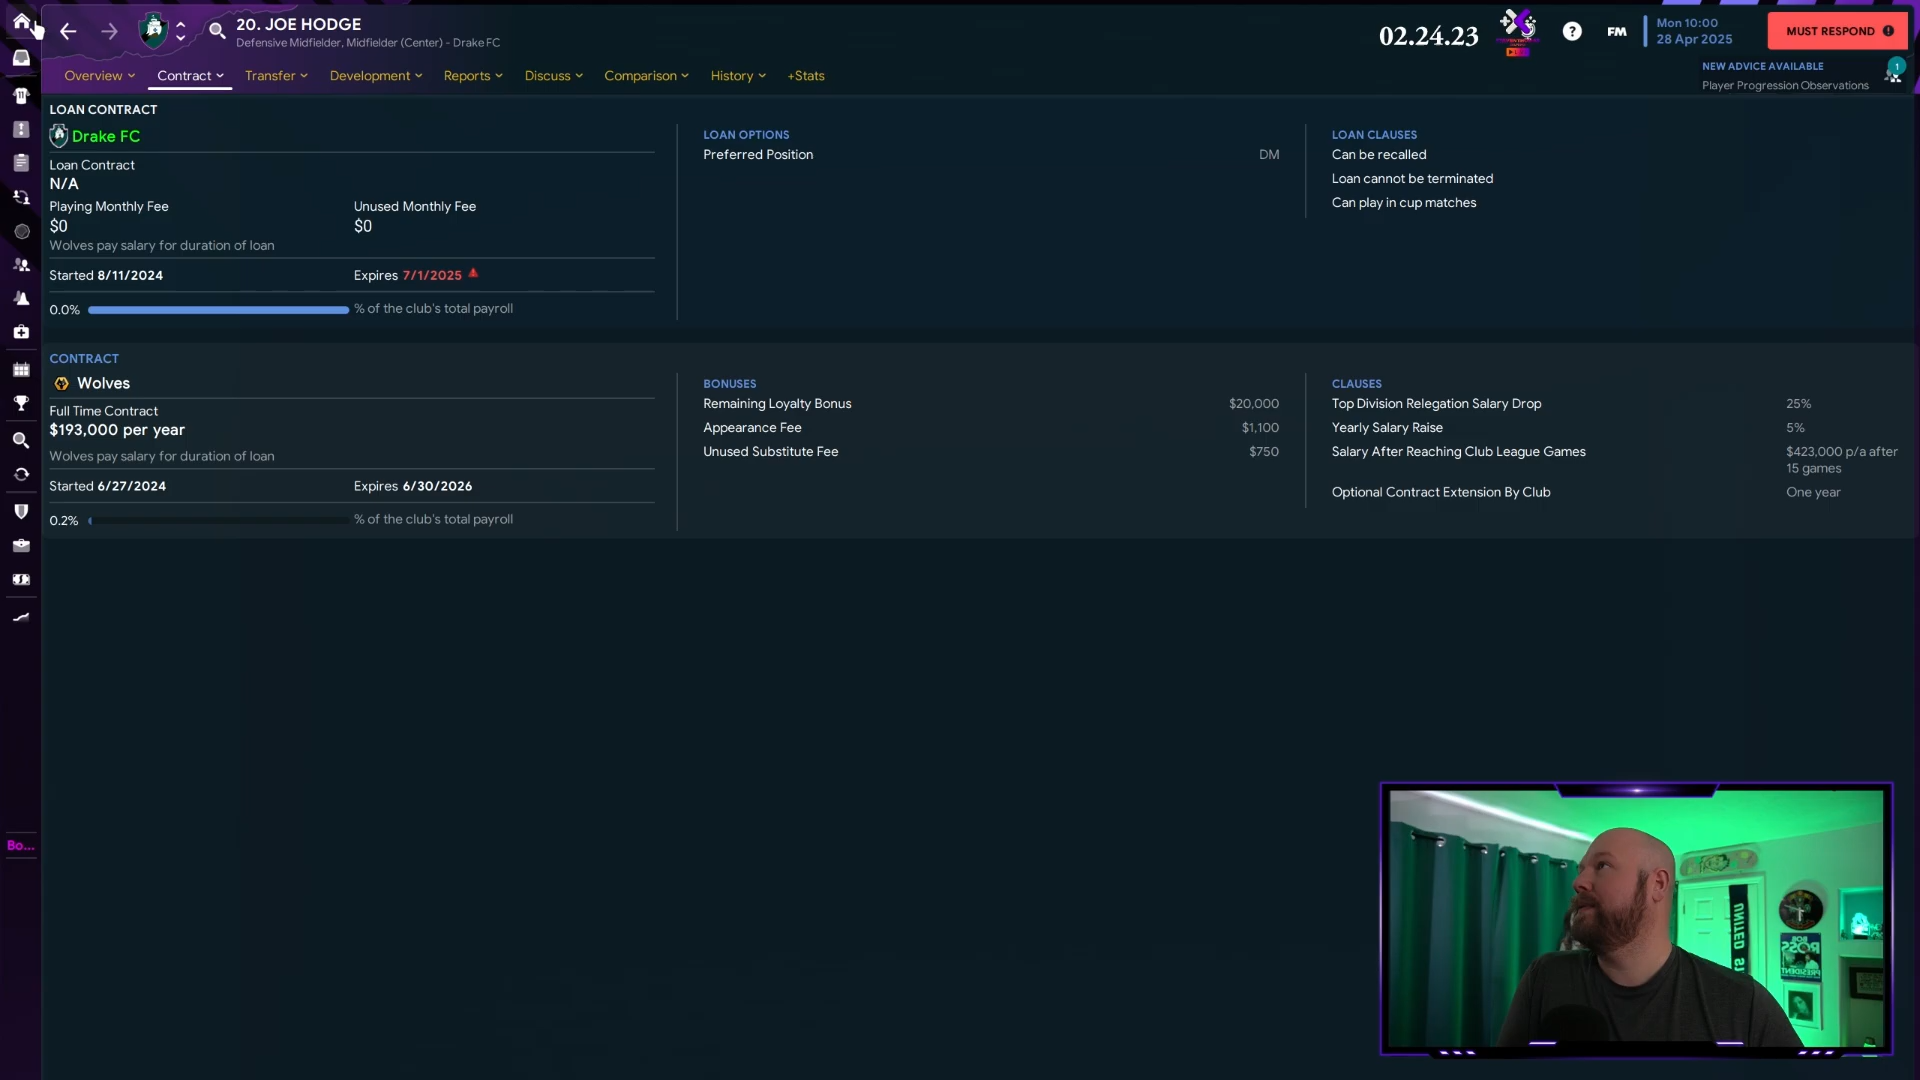 20. JOE HODGE
Defensive Midfielder, Midfielder (Center) - Drake FC
02.24.23
?
FM
Mon 10:00
28 Apr 2025
MUST RESPOND
Overview
Contract
Transfer
Development
Reports
Discuss
Comparison
History
+Stats
NEW ADVICE AVAILABLE
Player Progression Observations
1
LOAN CONTRACT
Drake FC
Loan Contract
N/A
Playing Monthly Fee
Unused Monthly Fee
$0
$0
Wolves pay salary for duration of loan
Started 8/11/2024
Expires 7/1/2025
0.0%
% of the club's total payroll
LOAN OPTIONS
Preferred Position
DM
LOAN CLAUSES
Can be recalled
Loan cannot be terminated
Can play in cup matches
CONTRACT
Wolves
Full Time Contract
$193,000 per year
Wolves pay salary for duration of loan
Started 6/27/2024
Expires 6/30/2026
0.2%
% of the club's total payroll
BONUSES
Remaining Loyalty Bonus
$20,000
Appearance Fee
$1,100
Unused Substitute Fee
$750
CLAUSES
Top Division Relegation Salary Drop
25%
Yearly Salary Raise
5%
Salary After Reaching Club League Games
$423,000 p/a after
15 games
Optional Contract Extension By Club
One year
Bo...
UNITED ST
BOB
ROSS
PRESIDENT